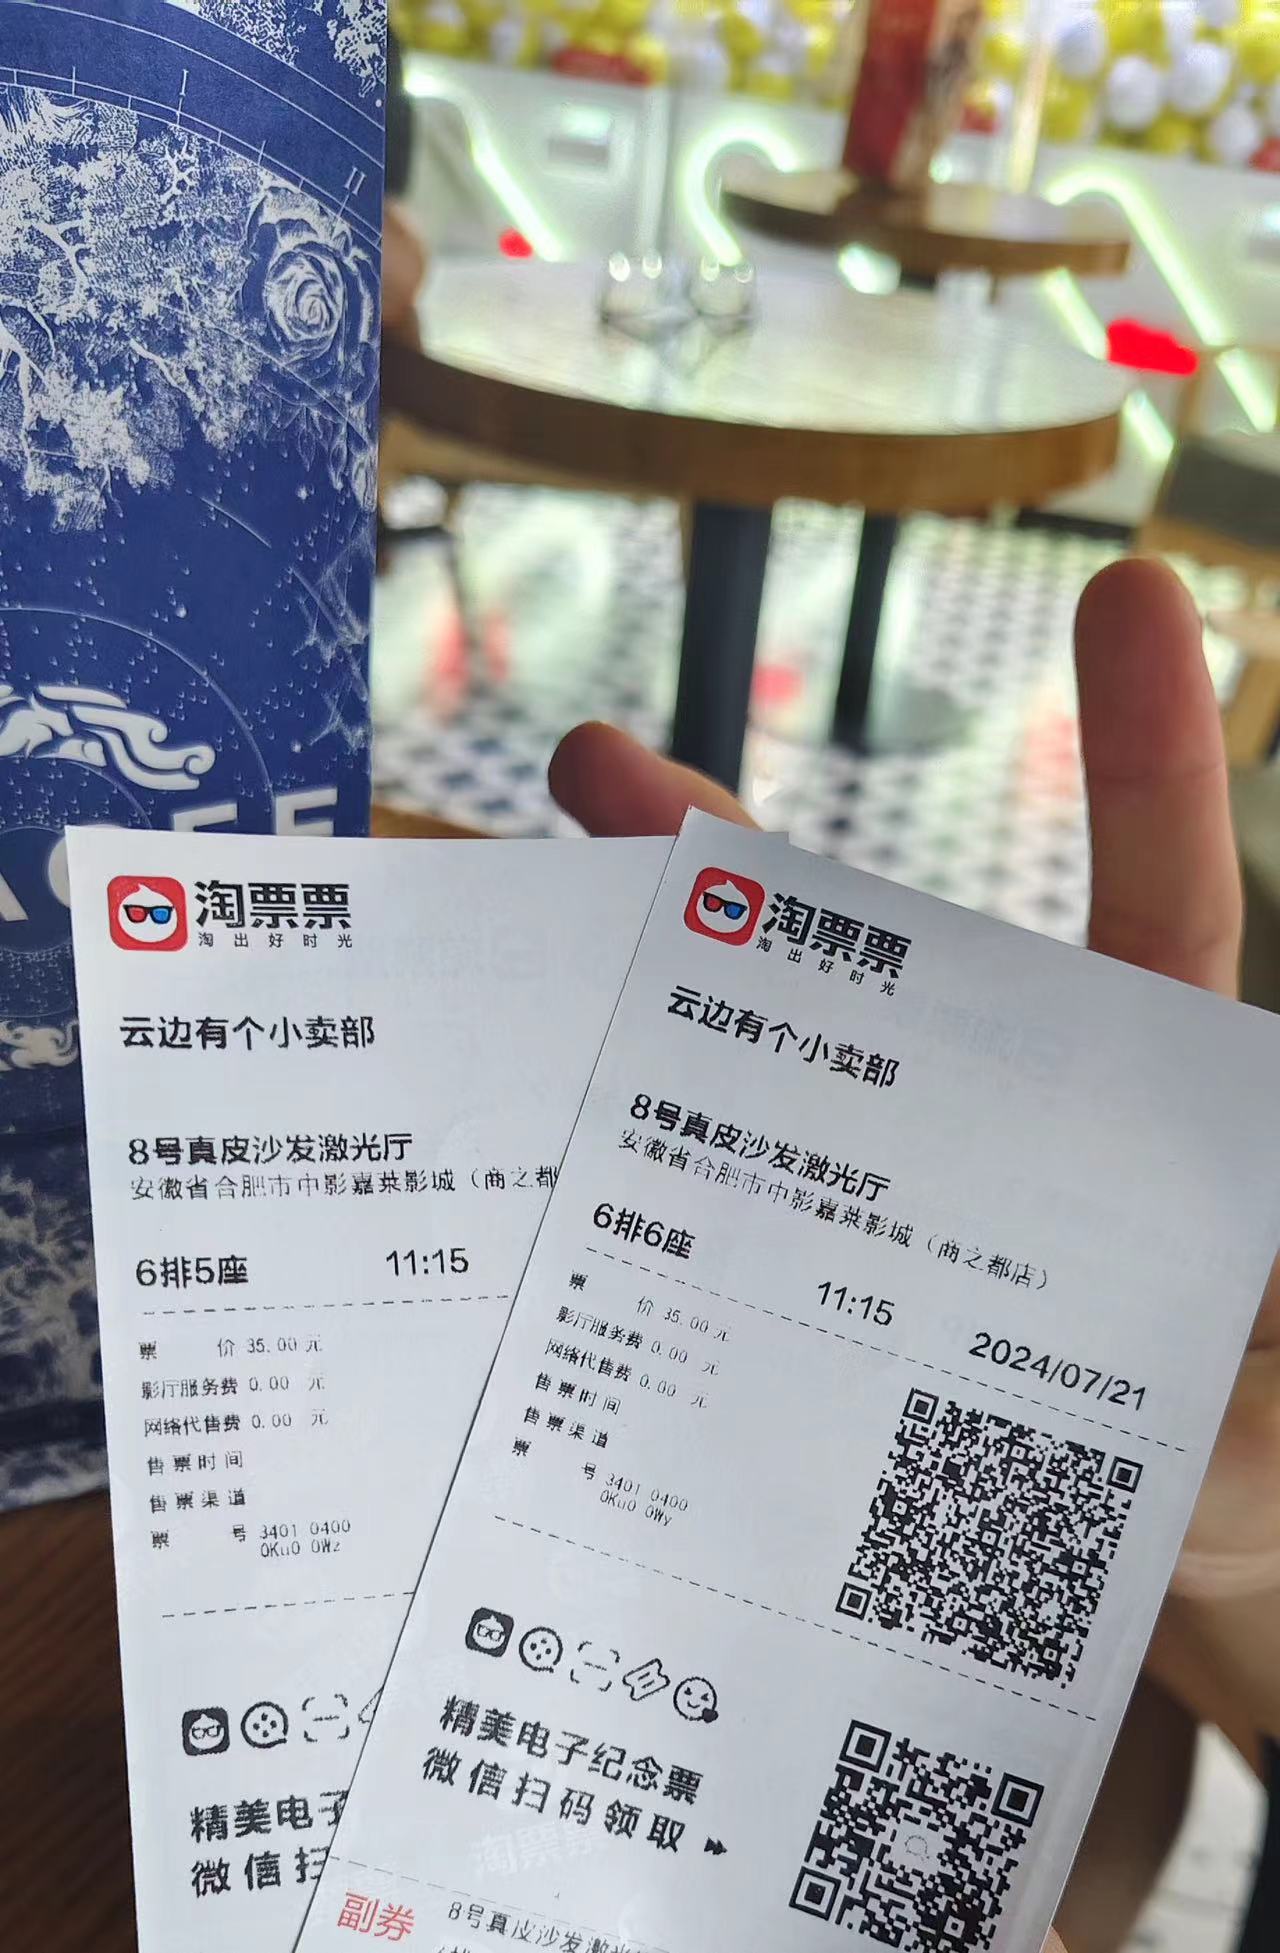 I
II
淘票票
淘出好时光
云边有个小卖部
8号真皮沙发激光厅
安徽省合肥市中影嘉莱影城（商之都
6排5座 11:15
票 价 35.00 元
影厅服务费 0.00 元
网络代售费 0.00 元
售票时间
售票渠道
票 号 3401 0400
0Ku0 0Wz
精美电子
微信扫
淘票票
淘出好时光
云边有个小卖部
8号真皮沙发激光厅
安徽省合肥市中影嘉莱影城（商之都店）
6排6座 11:15 2024/07/21
票 价 35.00 元
影厅服务费 0.00 元
网络代售费 0.00 元
售票时间
售票渠道
票 号 3401 0400
0Ku0 0Wy
精美电子纪念票
微信扫码领取
副券 8号真皮沙发激光